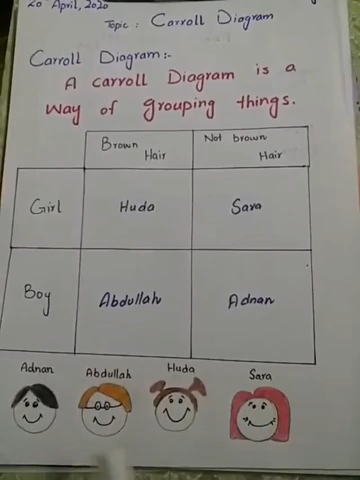 20 April, 2020
Topic: Carroll Diagram
Carroll Diagram:-
A Carroll Diagram is a
way of grouping things.
Brown Hair
Not brown Hair
Girl
Huda
Sara
Boy
Abdullah
Adnan
Adnan
Abdullah
Huda
Sara